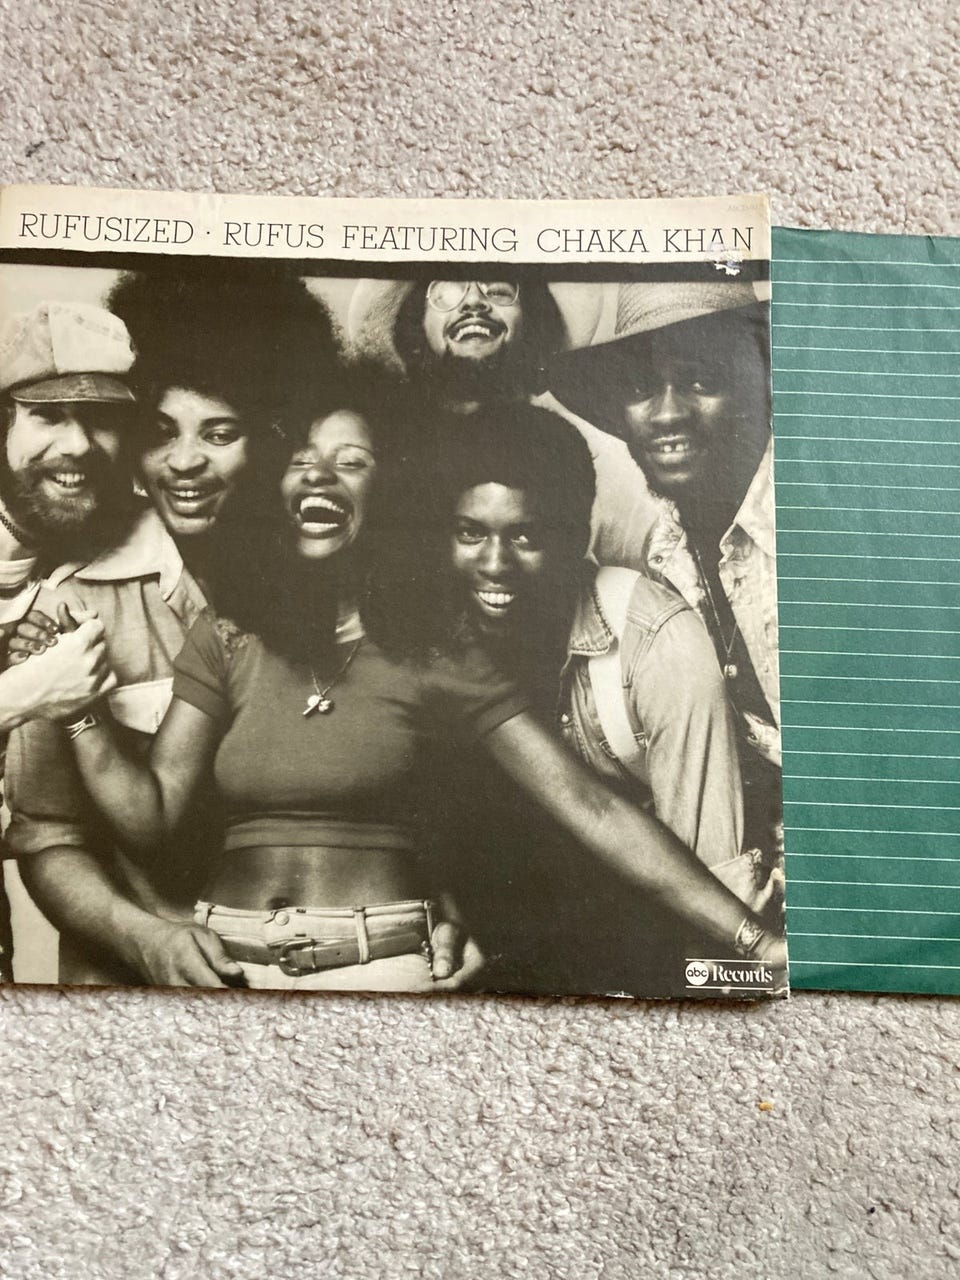 RUFUSIZED · RUFUS FEATURING CHAKA KHAN
abc Records